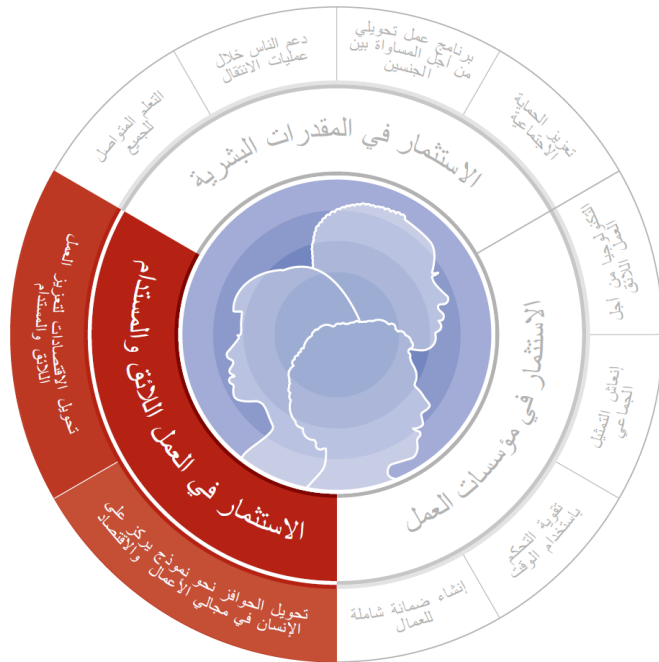 الاستثمار في المقدرات البشرية
التعلم المتواصل
للجميع
دعم الناس خلال
عمليات الانتقال
برنامج عمل تحويلي
من أجل المساواة بين
الجنسين
تعزيز الحماية
الاجتماعية
الاستثمار في مؤسسات العمل
التكنولوجيا من أجل
العمل اللائق
إنعاش التمثيل
الجماعي
تقوية التحكم
باستخدام الوقت
إنشاء ضمانة شاملة
للعمال
الاستثمار في العمل اللائق والمستدام
تحويل الاقتصادات لتعزيز العمل
اللائق والمستدام
تحويل الحوافز نحو نموذج يركز على
الإنسان في مجالي الأعمال والاقتصاد